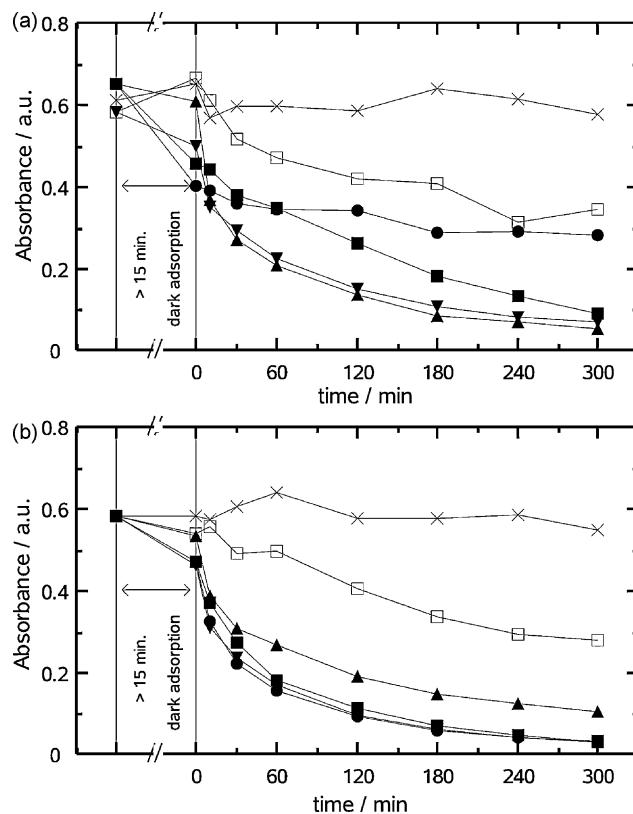 (a)
0.8
0.6
0.4
0.2
0
Absorbance / a.u.
> 15 min.
dark adsorption
0 60 120 180 240 300
time / min
(b)
0.8
0.6
0.4
0.2
0
Absorbance / a.u.
> 15 min.
dark adsorption
0 60 120 180 240 300
time / min